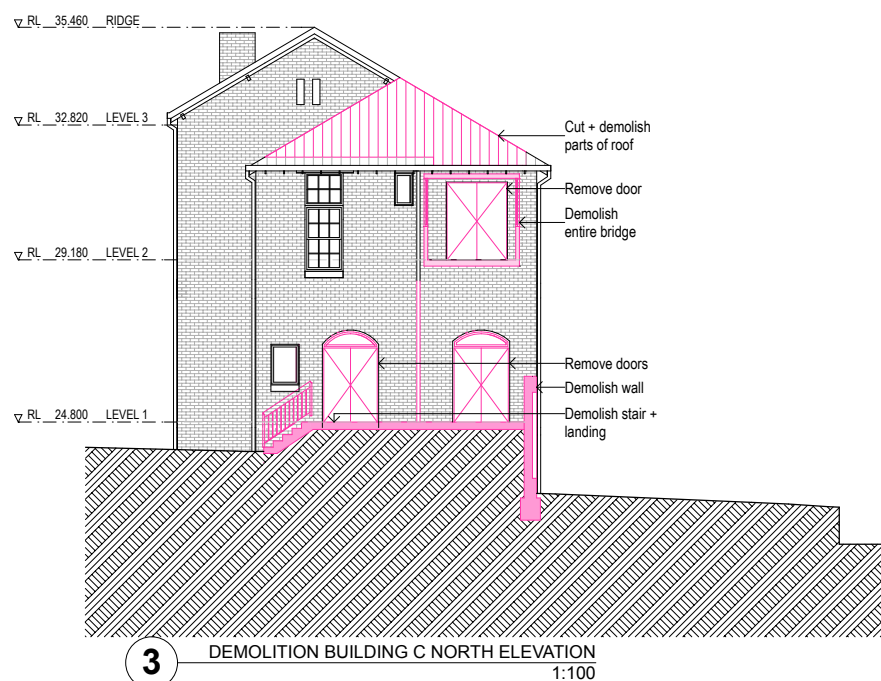 RL 35.460 RIDGE
RL 32.820 LEVEL 3
Cut + demolish
parts of roof
Remove door
Demolish
entire bridge
RL 29.180 LEVEL 2
Remove doors
Demolish wall
RL 24.800 LEVEL 1
Demolish stair +
landing
3
DEMOLITION BUILDING C NORTH ELEVATION
1:100